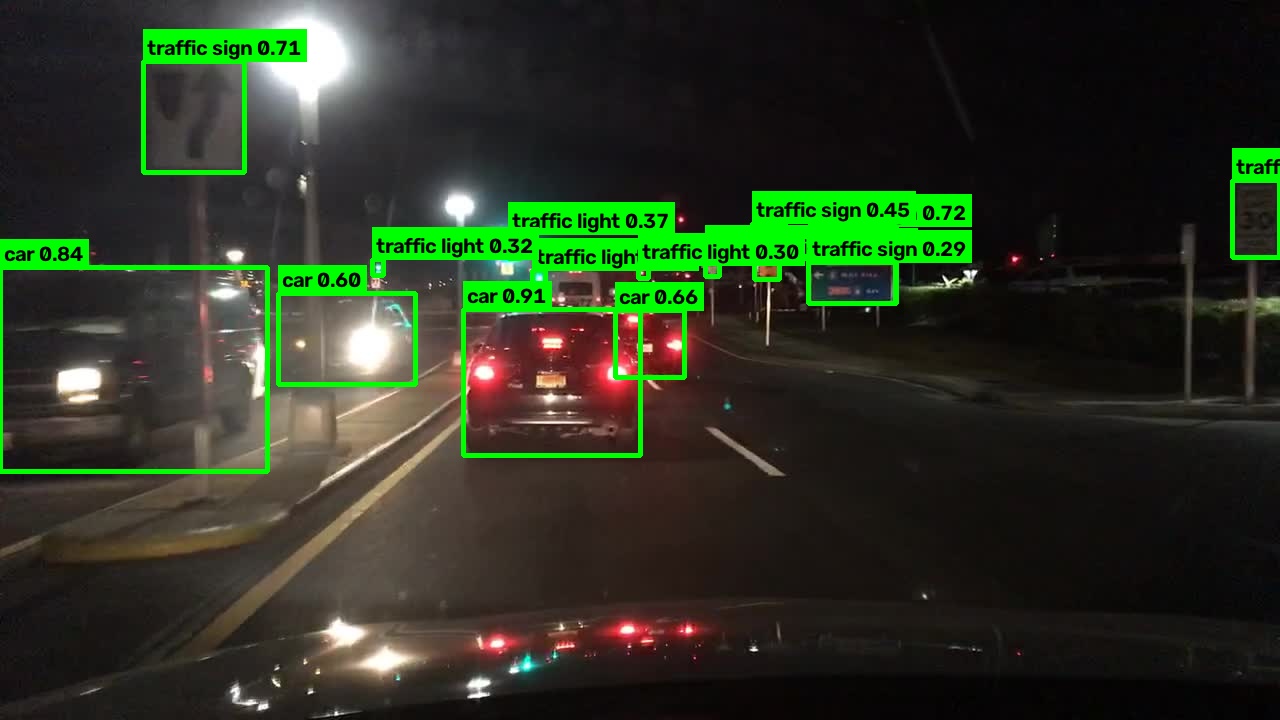 traffic sign 0.71
traff
traffic sign 0.45
0.72
traffic light 0.37
car 0.84
traffic light 0.32
traffic ligh
traffic light 0.30
traffic sign 0.29
car 0.60
car 0.91
car 0.66
30